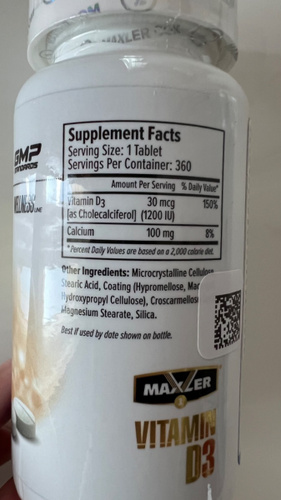 MAXLER
GMP
STANDARDS
Supplement Facts
Serving Size: 1 Tablet
Servings Per Container: 360
Amount Per Serving % Daily Value*
Vitamin D3 30 mcg 150%
[as Cholecalciferol] (1200 IU)
Calcium 100 mg 8%
* Percent Daily Values are based on a 2,000 calorie diet.
Other Ingredients: Microcrystalline
Stearic Acid, Coating (Hypromellose,
Hydroxypropyl Cellulose),
Magnesium Stearate, Silica.
Best if used by date shown on bottle.
MAXLER
VITAMIN
D3